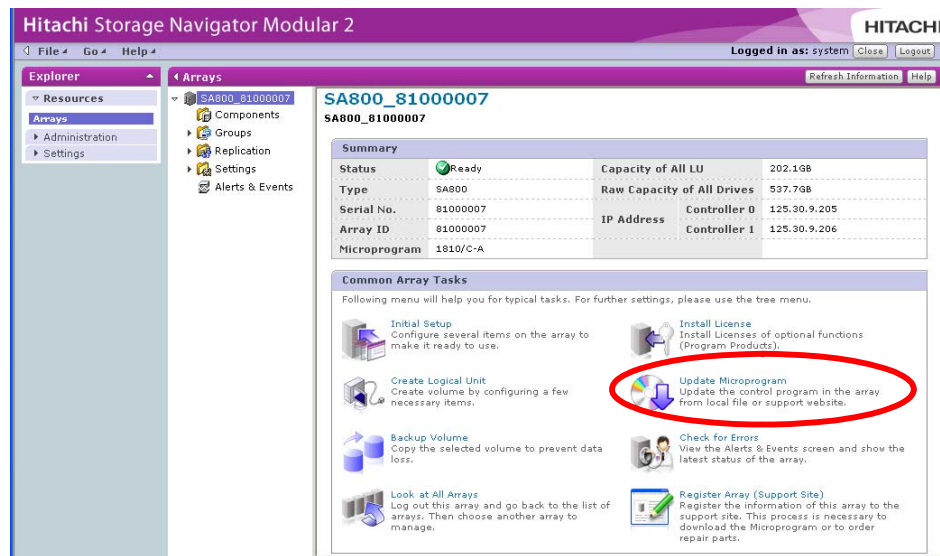 Hitachi Storage Navigator Modular 2
HITACHI
File Go Help
Logged in as: system Close Logout
Explorer
Arrays
Refresh Information Help
Resources
Arrays
Administration
Settings
SA800_81000007
Components
Groups
Replication
Settings
Alerts & Events
SA800_81000007
SA800_81000007
Summary
Status Ready Capacity of All LU 202.1GB
Type SA800 Raw Capacity of All Drives 537.7GB
Serial No. 81000007 IP Address Controller 0 125.30.9.205
Array ID 81000007 Controller 1 125.30.9.206
Microprogram 1810/C-A
Common Array Tasks
Following menu will help you for typical tasks. For further settings, please use the tree menu.
Initial Setup
Configure several items on the array to
make it ready to use.
Install License
Install Licenses of optional functions
(Program Products).
Create Logical Unit
Create volume by configuring a few
necessary items.
Update Microprogram
Update the control program in the array
from local file or support website.
Backup Volume
Copy the selected volume to prevent data
loss.
Check for Errors
View the Alerts & Events screen and show the
latest status of the array.
Look at All Arrays
Log out this array and go back to the list of
arrays. Then choose another array to
manage.
Register Array (Support Site)
Register the information of this array to the
support site. This process is necessary to
download the Microprogram or to order
repair parts.